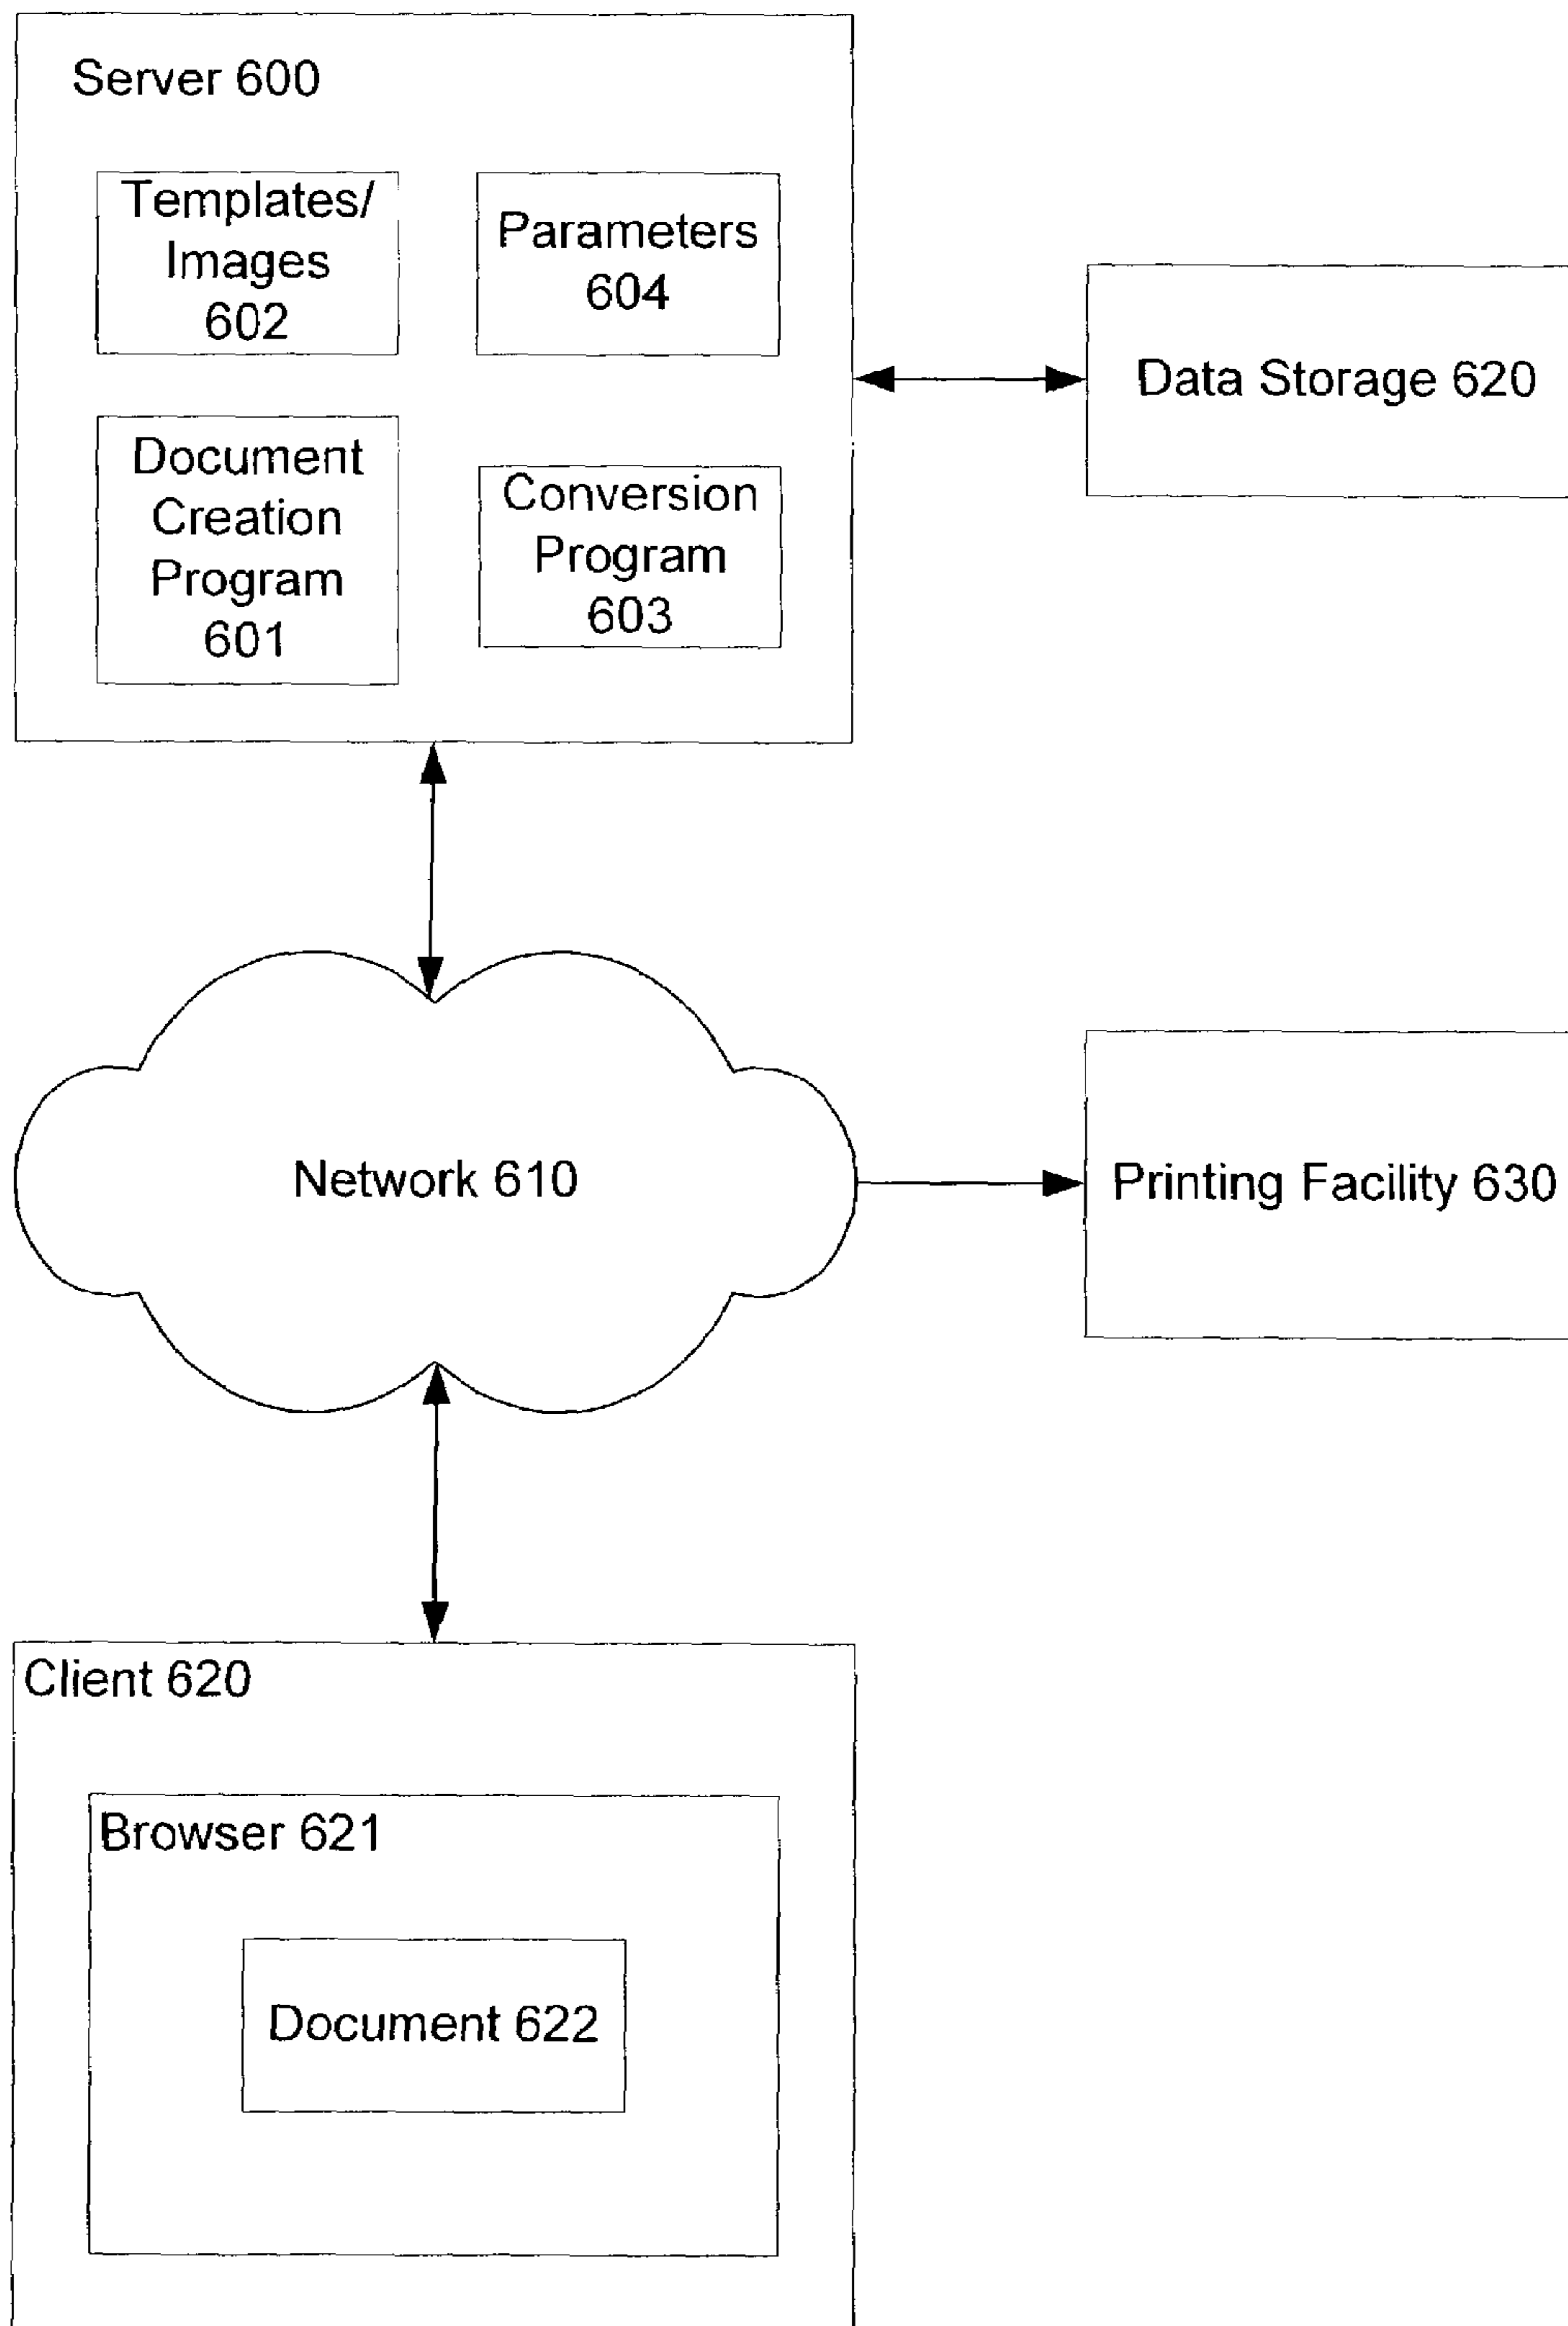 Server 600
Templates/
Images
602
Parameters
604
Document
Creation
Program
601
Conversion
Program
603
Data Storage 620
Network 610
Printing Facility 630
Client 620
Browser 621
Document 622